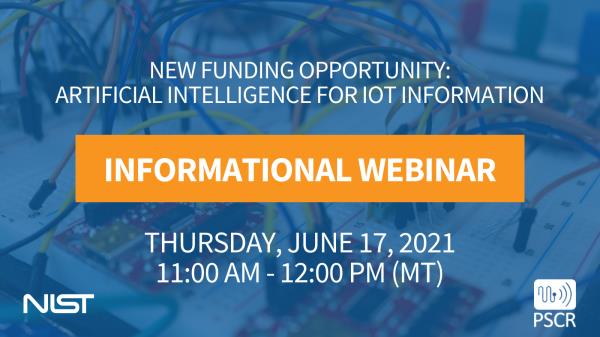 NEW FUNDING OPPORTUNITY:
ARTIFICIAL INTELLIGENCE FOR IOT INFORMATION
INFORMATIONAL WEBINAR
THURSDAY, JUNE 17, 2021
11:00 AM - 12:00 PM (MT)
NIST
PSCR